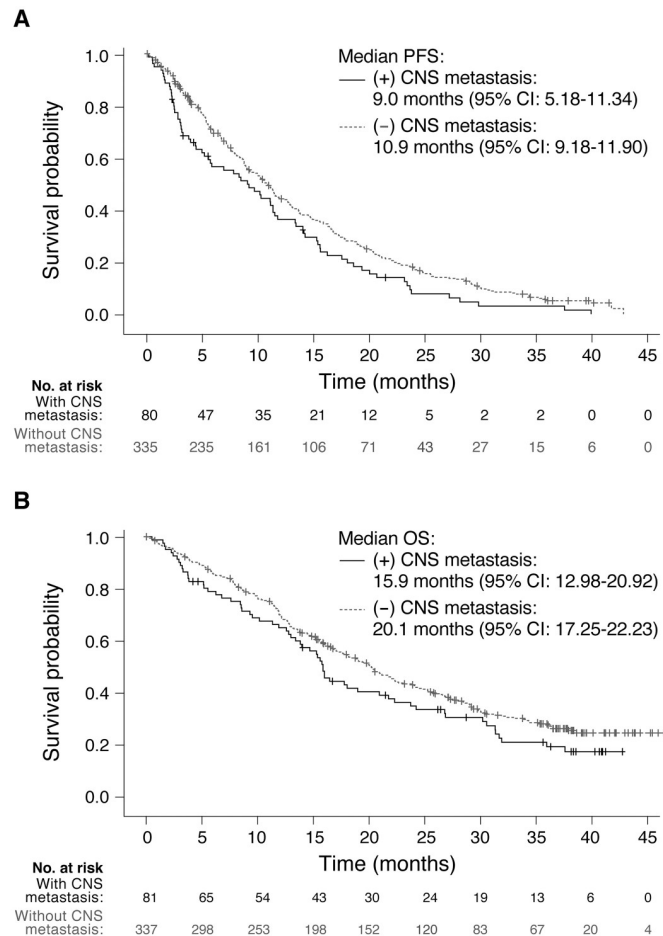 A
Survival probability
1.0
0.8
0.6
0.4
0.2
0.0
Median PFS:
(+) CNS metastasis:
9.0 months (95% CI: 5.18-11.34)
(−) CNS metastasis:
10.9 months (95% CI: 9.18-11.90)
0 5 10 15 20 25 30 35 40 45
Time (months)
No. at risk
With CNS
metastasis: 80 47 35 21 12 5 2 2 0 0
Without CNS
metastasis: 335 235 161 106 71 43 27 15 6 0
B
Survival probability
1.0
0.8
0.6
0.4
0.2
0.0
Median OS:
(+) CNS metastasis:
15.9 months (95% CI: 12.98-20.92)
(−) CNS metastasis:
20.1 months (95% CI: 17.25-22.23)
0 5 10 15 20 25 30 35 40 45
Time (months)
No. at risk
With CNS
metastasis: 81 65 54 43 30 24 19 13 6 0
Without CNS
metastasis: 337 298 253 198 152 120 83 67 20 4